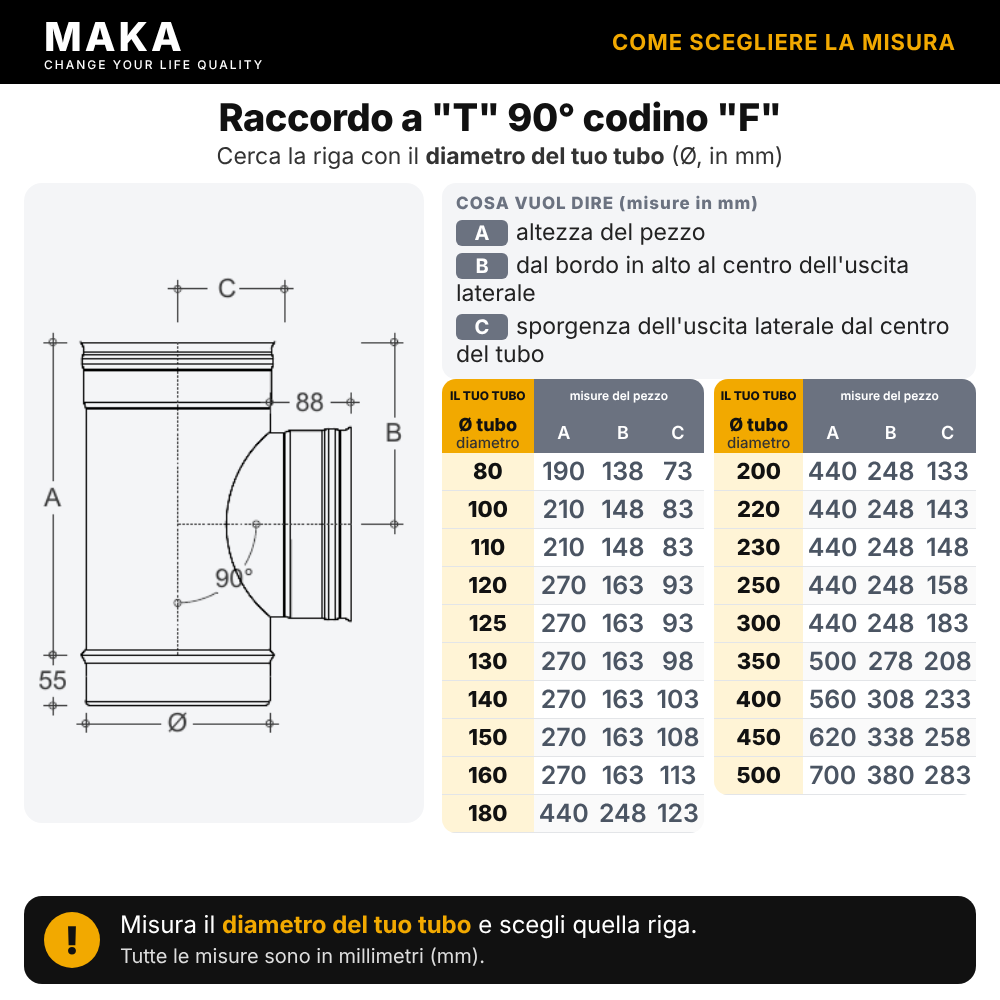 MAKA
CHANGE YOUR LIFE QUALITY
COME SCEGLIERE LA MISURA
Raccordo a "T" 90° codino "F"
Cerca la riga con il diametro del tuo tubo (Ø, in mm)
C
88
B
A
90°
55
Ø
COSA VUOL DIRE (misure in mm)
A altezza del pezzo
B dal bordo in alto al centro dell'uscita
laterale
C sporgenza dell'uscita laterale dal centro
del tubo
IL TUO TUBO misure del pezzo
Ø tubo A B C
diametro
80 190 138 73
100 210 148 83
110 210 148 83
120 270 163 93
125 270 163 93
130 270 163 98
140 270 163 103
150 270 163 108
160 270 163 113
180 440 248 123
IL TUO TUBO misure del pezzo
Ø tubo A B C
diametro
200 440 248 133
220 440 248 143
230 440 248 148
250 440 248 158
300 440 248 183
350 500 278 208
400 560 308 233
450 620 338 258
500 700 380 283
! Misura il diametro del tuo tubo e scegli quella riga.
Tutte le misure sono in millimetri (mm).